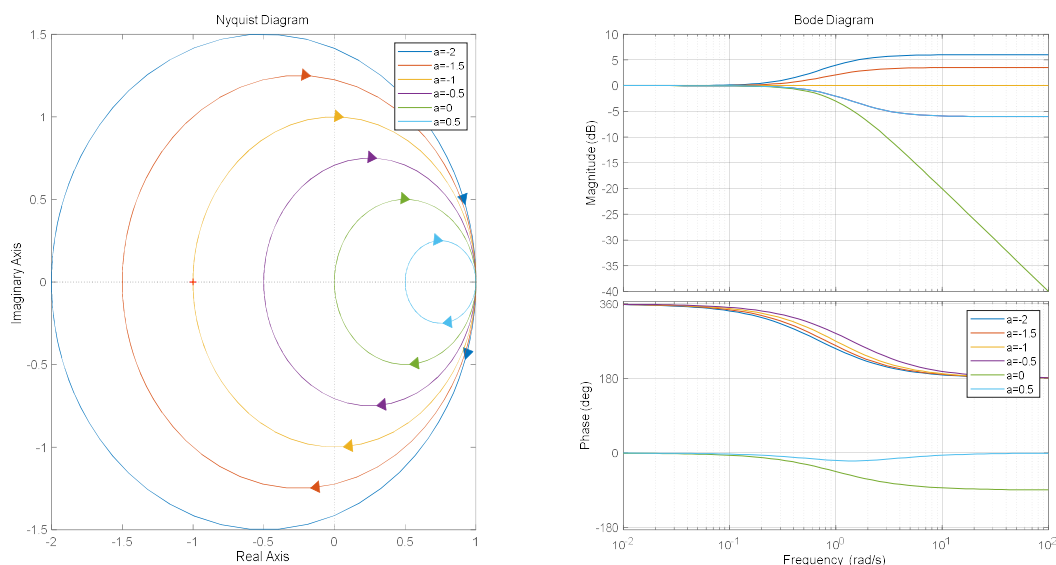 Nyquist Diagram
1.5
1
0.5
0
-0.5
-1
-1.5
-2
-1.5
-1
-0.5
0
0.5
1
Imaginary Axis
Real Axis
a=-2
a=-1.5
a=-1
a=-0.5
a=0
a=0.5
Bode Diagram
10
5
0
-5
-10
-15
-20
-25
-30
-35
-40
Magnitude (dB)
360
180
0
-180
Phase (deg)
a=-2
a=-1.5
a=-1
a=-0.5
a=0
a=0.5
10^-2
10^-1
10^0
10^1
10^2
Frequency (rad/s)